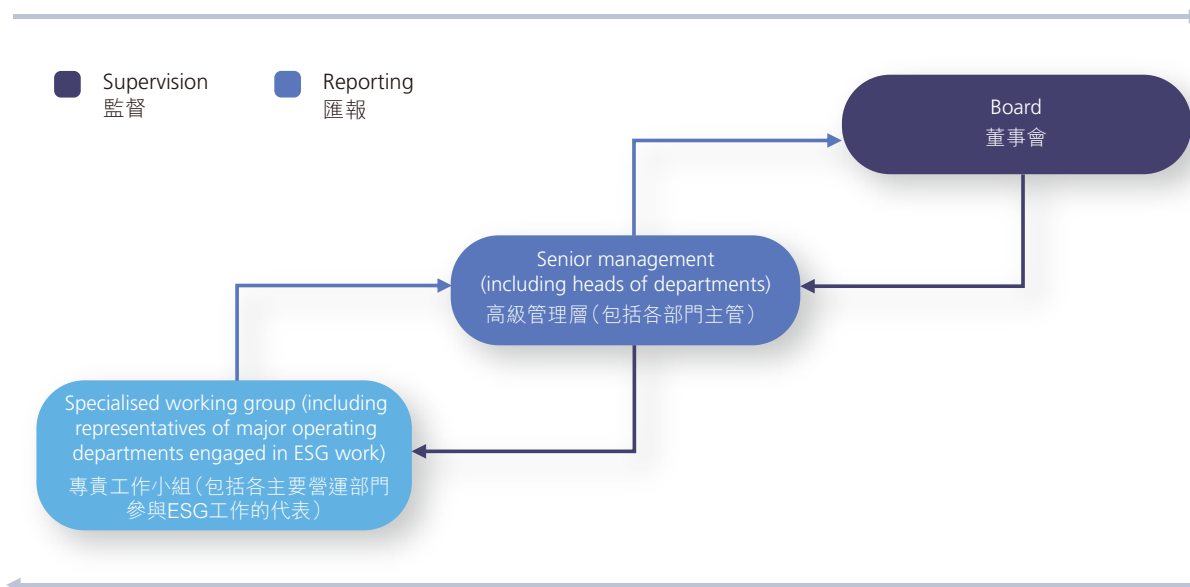 Supervision
監督
Reporting
匯報
Board
董事會
Senior management
(including heads of departments)
高級管理層(包括各部門主管)
Specialised working group (including
representatives of major operating
departments engaged in ESG work)
專責工作小組(包括各主要營運部門
參與ESG工作的代表)